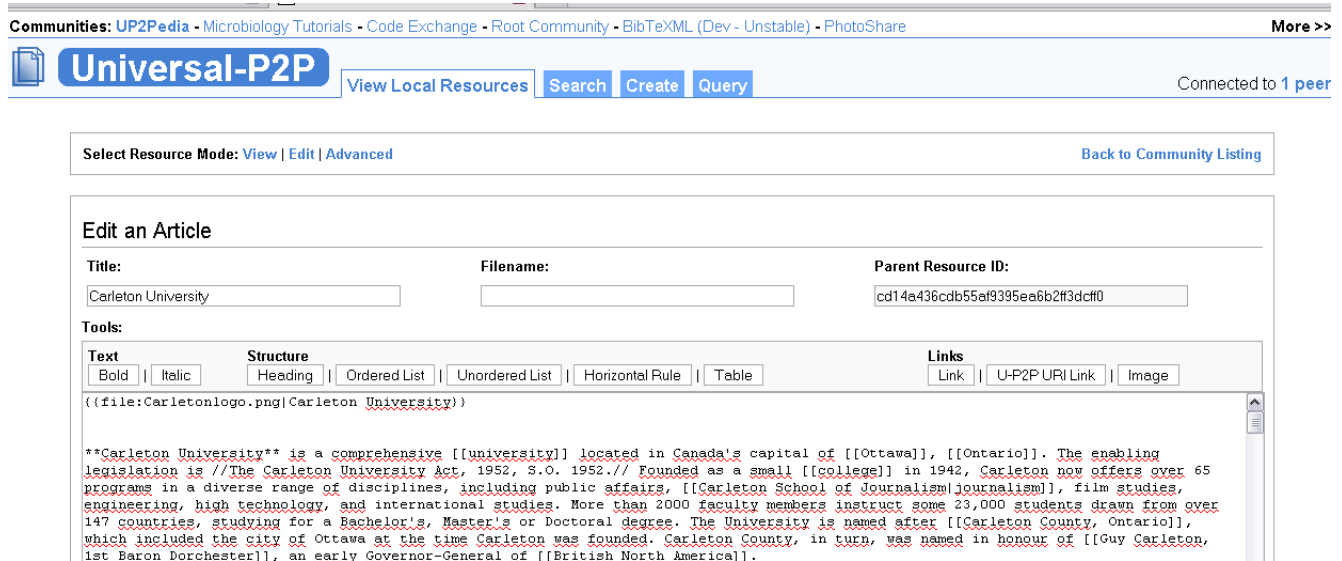 Communities: UP2Pedia - Microbiology Tutorials - Code Exchange - Root Community - BibTeXML (Dev - Unstable) - PhotoShare More >>
Universal-P2P View Local Resources Search Create Query Connected to 1 peer
Select Resource Mode: View | Edit | Advanced Back to Community Listing
Edit an Article
Title: Filename: Parent Resource ID:
Carleton University cd14a436cdb55af9395ea6b2ff3dcff0
Tools:
Text Structure Links
Bold | Italic Heading | Ordered List | Unordered List | Horizontal Rule | Table Link | U-P2P URI Link | Image
{{file:Carletonlogo.png|Carleton University}}
**Carleton University** is a comprehensive [[university]] located in Canada's capital of [[Ottawa]], [[Ontario]]. The enabling
legislation is //The Carleton University Act, 1952, S.O. 1952.// Founded as a small [[college]] in 1942, Carleton now offers over 65
programs in a diverse range of disciplines, including public affairs, [[Carleton School of Journalism|journalism]], film studies,
engineering, high technology, and international studies. More than 2000 faculty members instruct some 23,000 students drawn from over
147 countries, studying for a Bachelor's, Master's or Doctoral degree. The University is named after [[Carleton County, Ontario]],
which included the city of Ottawa at the time Carleton was founded. Carleton County, in turn, was named in honour of [[Guy Carleton,
1st Baron Dorchester]], an early Governor-General of [[British North America]].